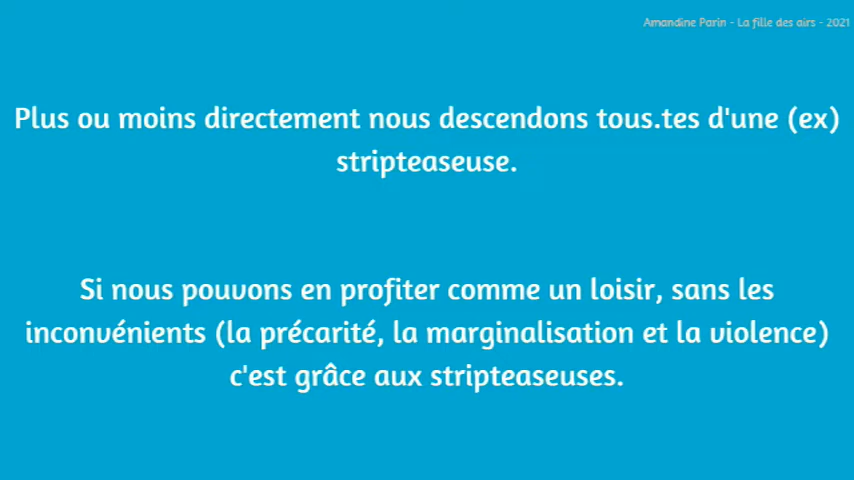 Amandine Parin - La fille des airs - 2021
Plus ou moins directement nous descendons tous.tes d'une (ex)
stripteaseuse.
Si nous pouvons en profiter comme un loisir, sans les
inconvénients (la précarité, la marginalisation et la violence)
c'est grâce aux stripteaseuses.